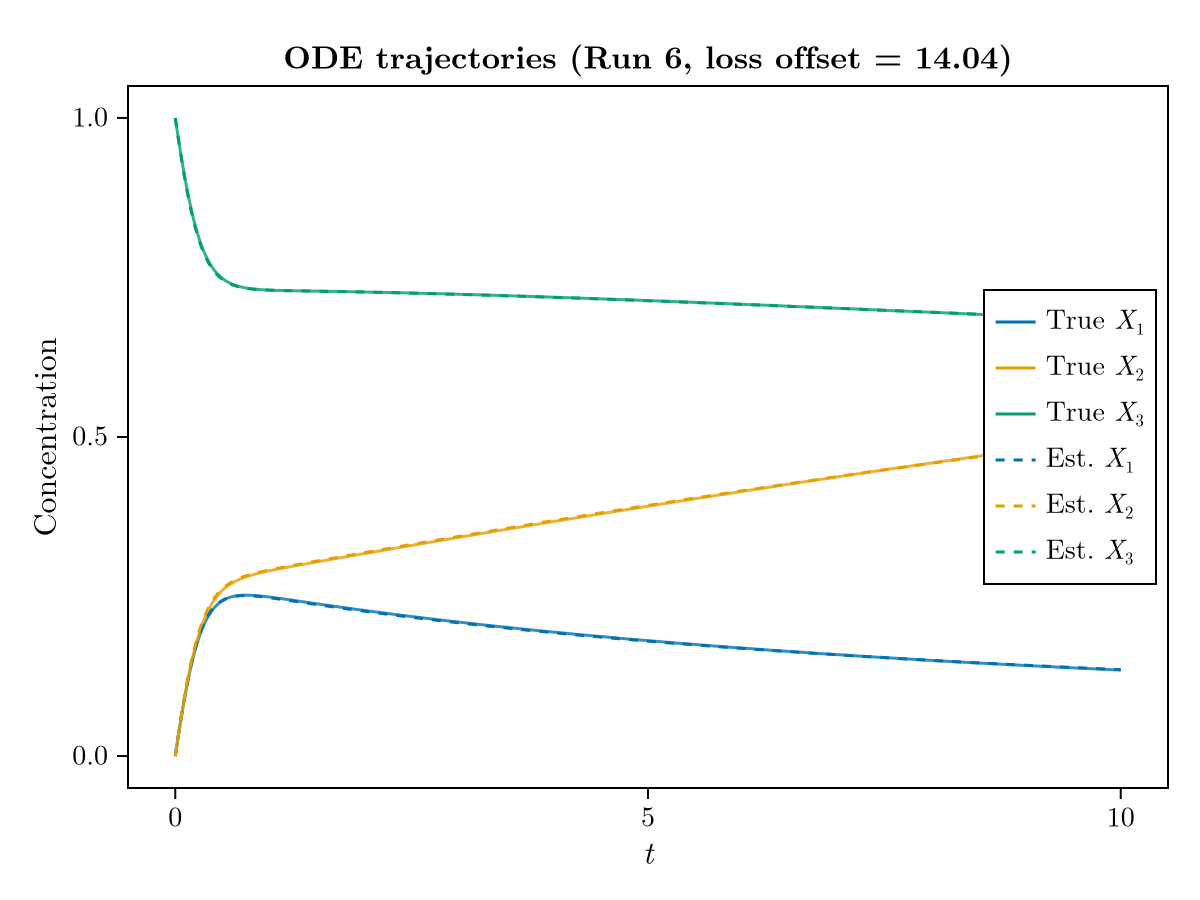 ODE trajectories (Run 6, loss offset = 14.04)
Concentration
1.0
0.5
0.0
True X₁
True X₂
True X₃
Est. X₁
Est. X₂
Est. X₃
0 5 10
t